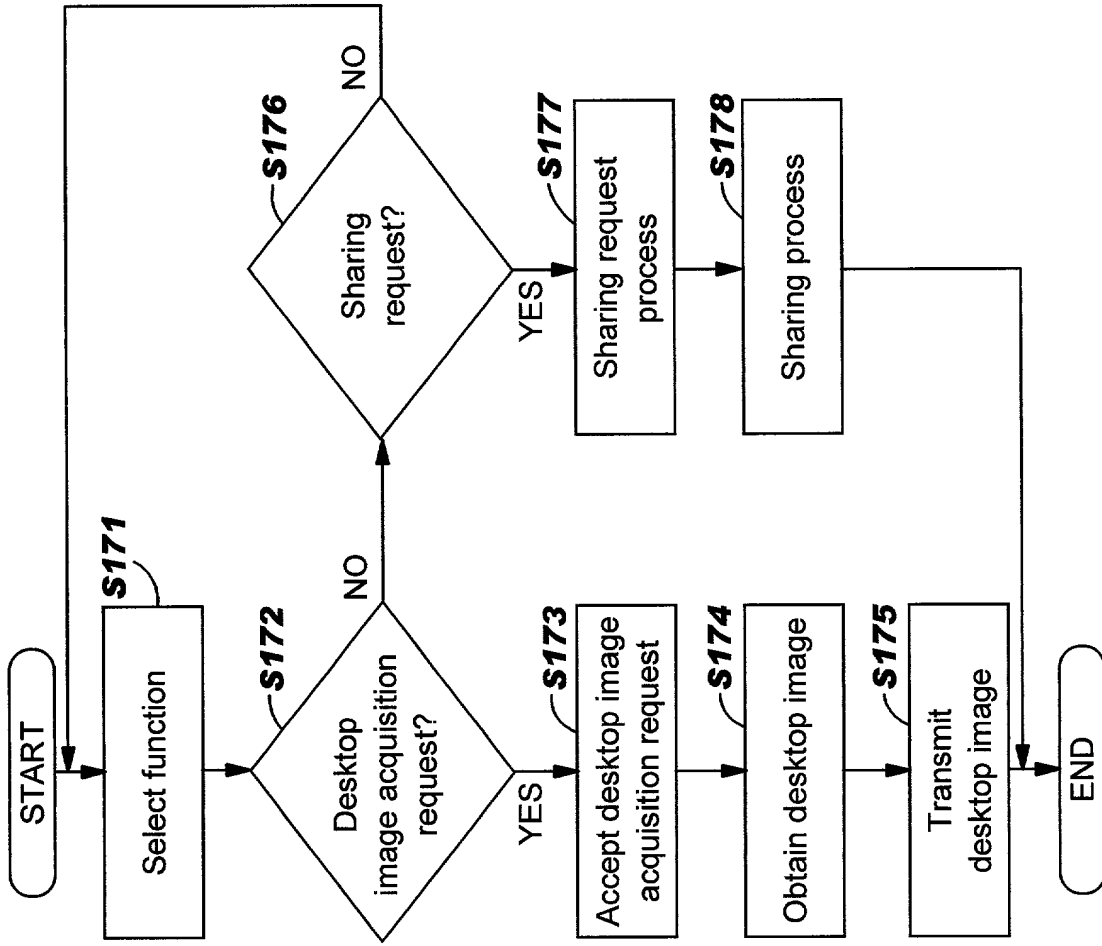 START
S171
Select function
S172
Desktop
image acquisition
request?
NO
YES
S173
Accept desktop image
acquisition request
S174
Obtain desktop image
S175
Transmit
desktop image
END
S176
Sharing
request?
NO
YES
S177
Sharing request
process
S178
Sharing process